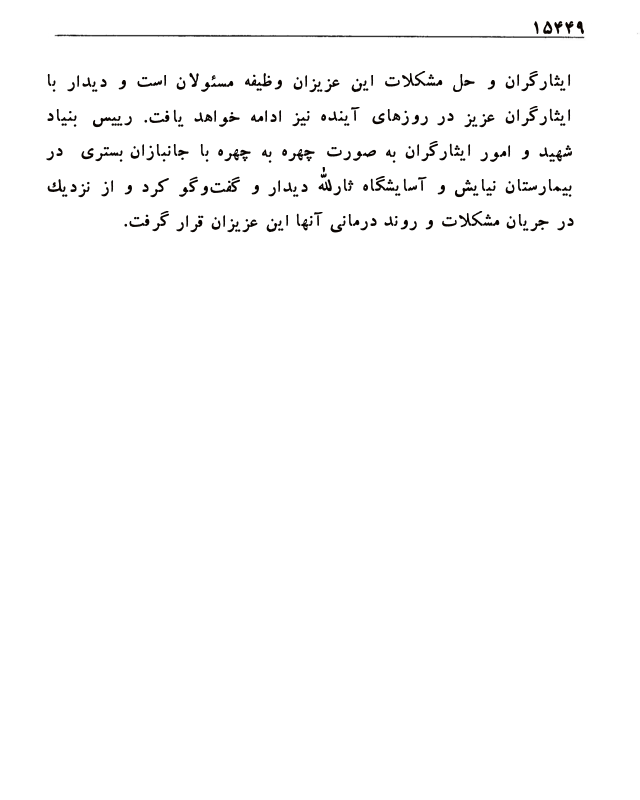 ۱۵۴۴۹
ایثارگران و حل مشکلات این عزیزان وظیفه مسئولان است و دیدار با
ایثارگران عزیز در روزهای آینده نیز ادامه خواهد یافت. رییس بنیاد
شهید و امور ایثارگران به صورت چهره به چهره با جانبازان بستری در
بیمارستان نیایش و آسایشگاه ثارلله دیدار و گفت‌وگو کرد و از نزدیك
در جریان مشکلات و روند درمانی آنها این عزیزان قرار گرفت.